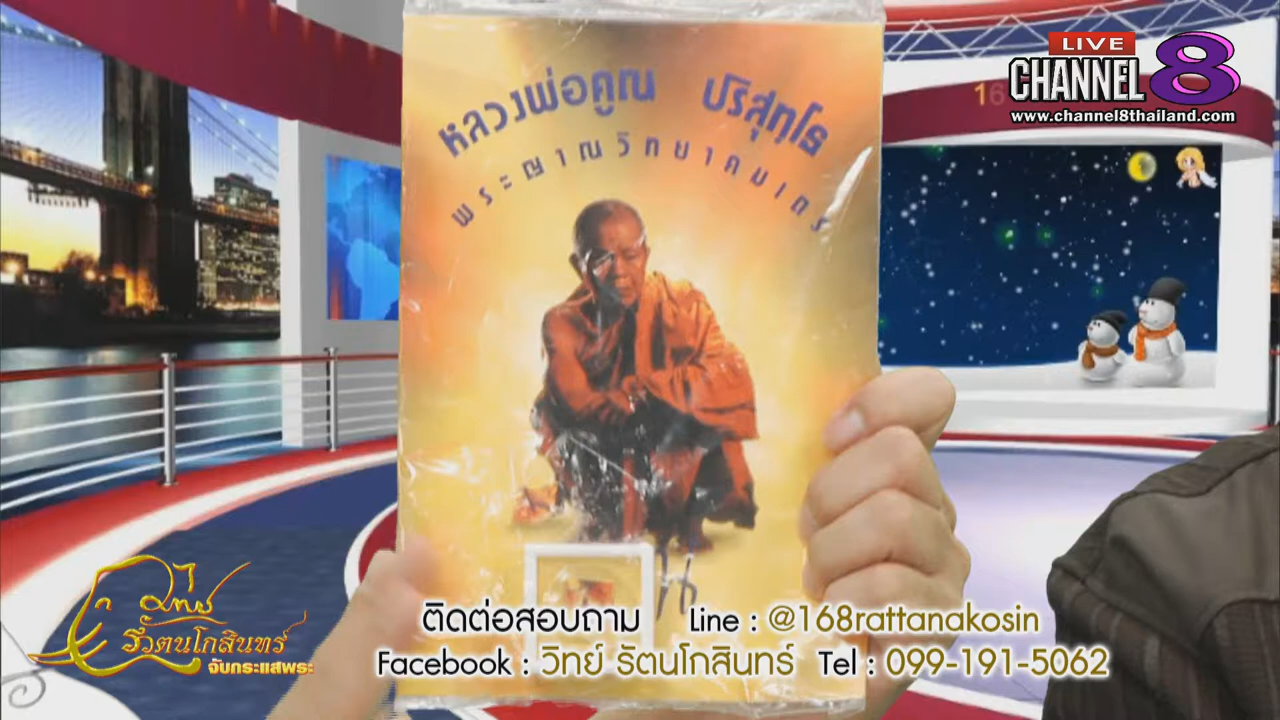 LIVE
CHANNEL 8
www.channel8thailand.com
16
หลวงพ่อคูณ ปริสุทฺโธ
พระญาณวิทยาคมเถร
วิทย์
รัตนโกสินทร์
จับกระแสพระ
ติดต่อสอบถาม Line : @168rattanakosin
Facebook : วิทย์ รัตนโกสินทร์ Tel : 099-191-5062